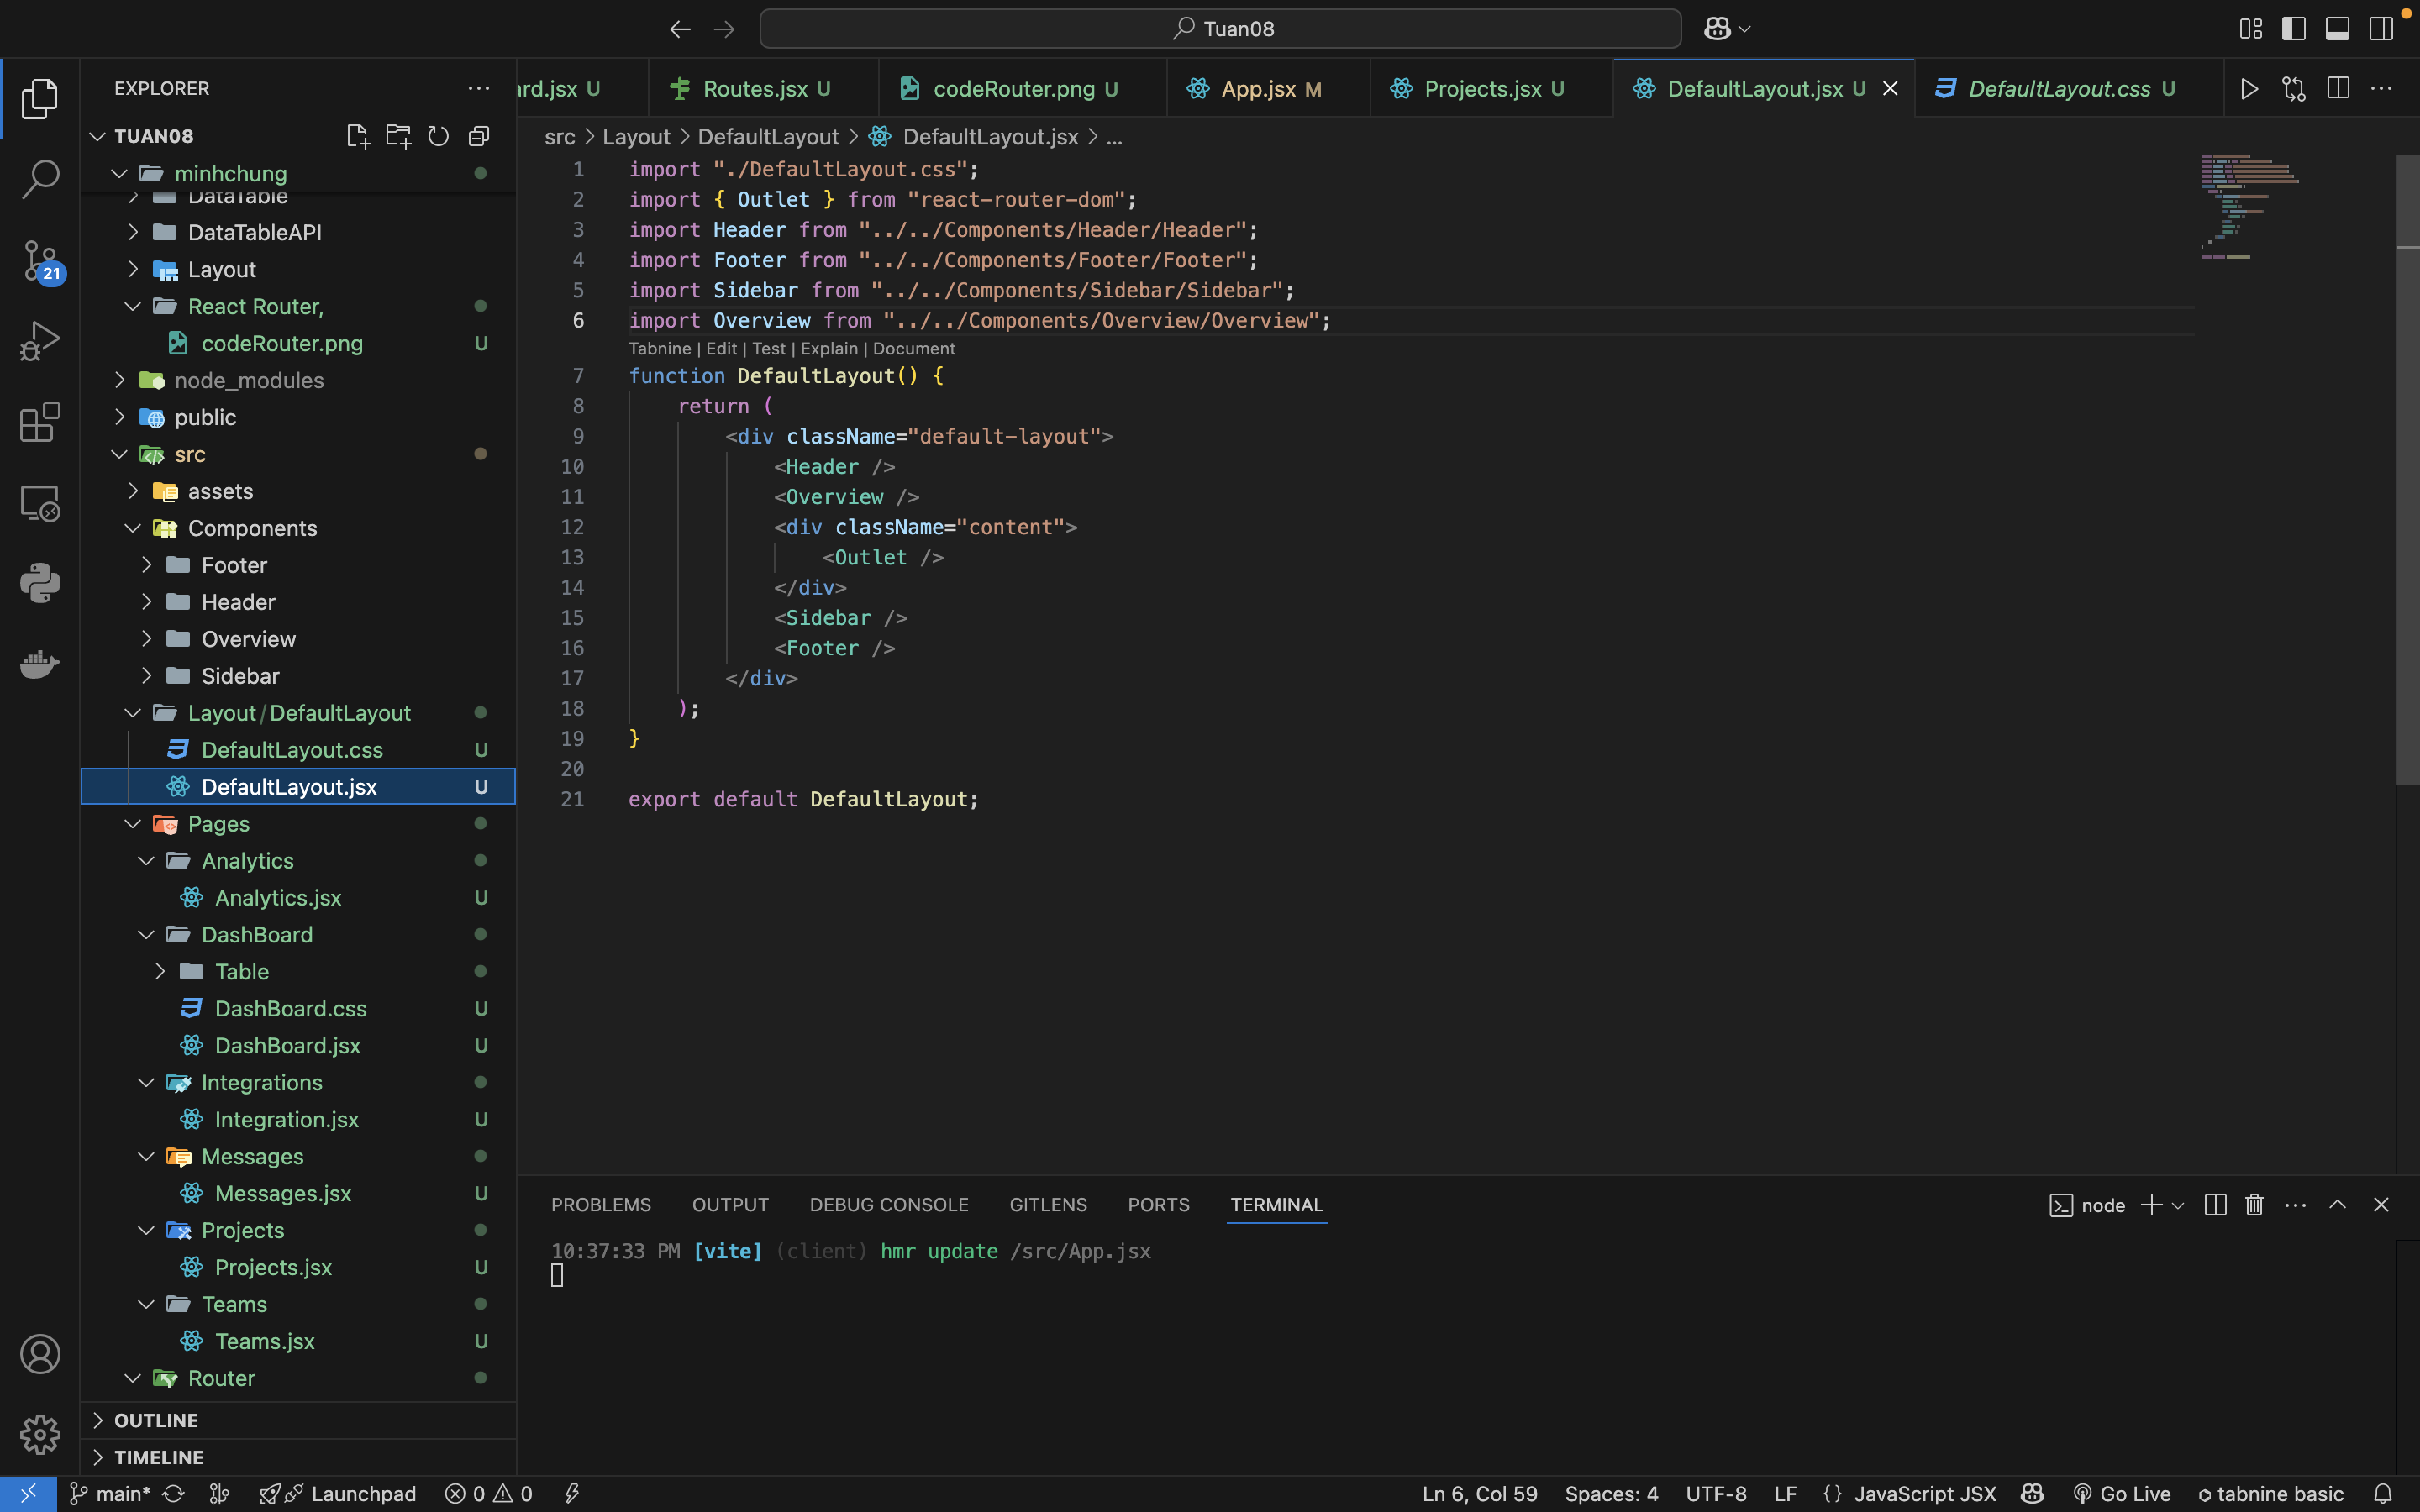 Tuan08
EXPLORER
TUAN08
minhchung
DataTable
DataTableAPI
Layout
React Router,
codeRouter.png U
node_modules
public
src
assets
Components
Footer
Header
Overview
Sidebar
Layout/DefaultLayout
DefaultLayout.css U
DefaultLayout.jsx U
Pages
Analytics
Analytics.jsx U
DashBoard
Table
DashBoard.css U
DashBoard.jsx U
Integrations
Integration.jsx U
Messages
Messages.jsx U
Projects
Projects.jsx U
Teams
Teams.jsx U
Router
OUTLINE
TIMELINE
21
ard.jsx U Routes.jsx U codeRouter.png U App.jsx M Projects.jsx U DefaultLayout.jsx U DefaultLayout.css U
src > Layout > DefaultLayout > DefaultLayout.jsx > ...
1 import "./DefaultLayout.css";
2 import { Outlet } from "react-router-dom";
3 import Header from "../../Components/Header/Header";
4 import Footer from "../../Components/Footer/Footer";
5 import Sidebar from "../../Components/Sidebar/Sidebar";
6 import Overview from "../../Components/Overview/Overview";
Tabnine | Edit | Test | Explain | Document
7 function DefaultLayout() {
8 return (
9 <div className="default-layout">
10 <Header />
11 <Overview />
12 <div className="content">
13 <Outlet />
14 </div>
15 <Sidebar />
16 <Footer />
17 </div>
18 );
19 }
20
21 export default DefaultLayout;
PROBLEMS OUTPUT DEBUG CONSOLE GITLENS PORTS TERMINAL
node
10:37:33 PM [vite] (client) hmr update /src/App.jsx
main* Launchpad 0 0
Ln 6, Col 59 Spaces: 4 UTF-8 LF {} JavaScript JSX Go Live tabnine basic